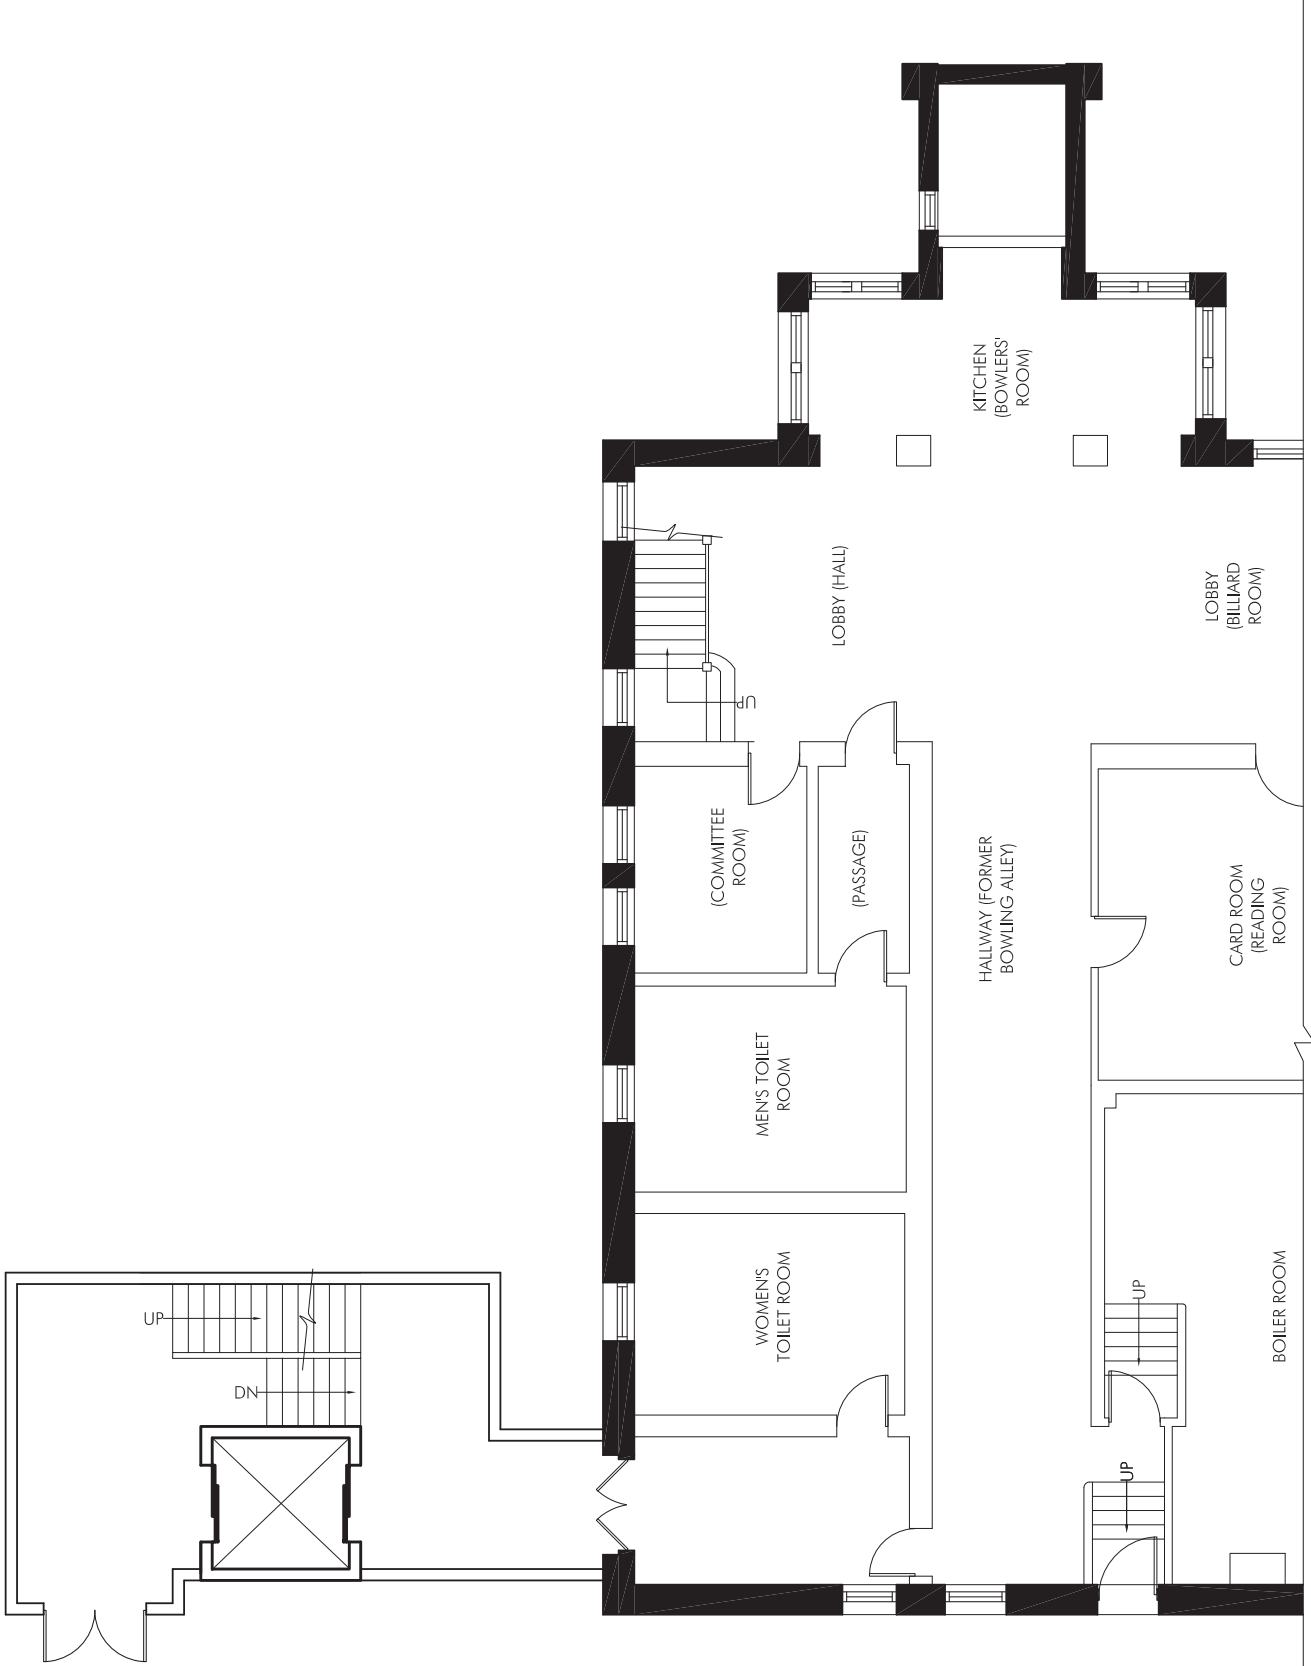 KITCHEN
(BOWLERS'
ROOM)
LOBBY (HALL)
LOBBY
(BILLIARD
ROOM)
UP
(COMMITTEE
ROOM)
(PASSAGE)
HALLWAY (FORMER
BOWLING ALLEY)
CARD ROOM
(READING
ROOM)
MEN'S TOILET
ROOM
WOMEN'S
TOILET ROOM
BOILER ROOM
UP
UP
UP
DN